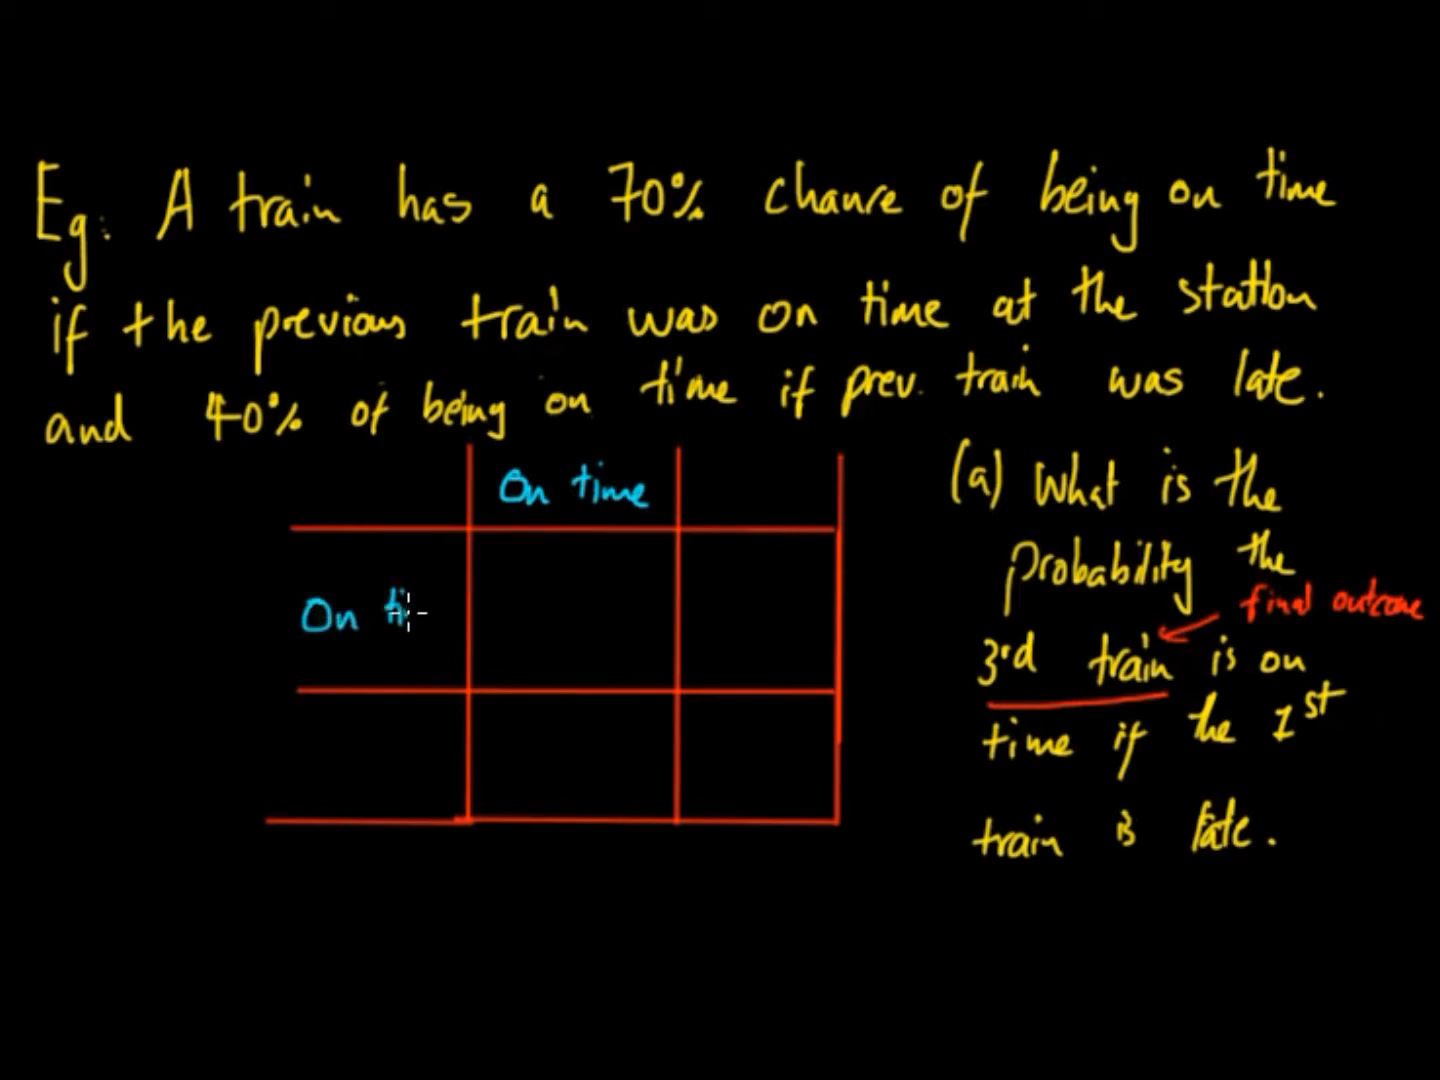 Eg: A train has a 70% chance of being on time
if the previous train was on time at the station
and 40% of being on time if prev. train was late.
On time
On ti
(a) What is the
probability the
final outcome
3rd train is on
time if the 1st
train is late.